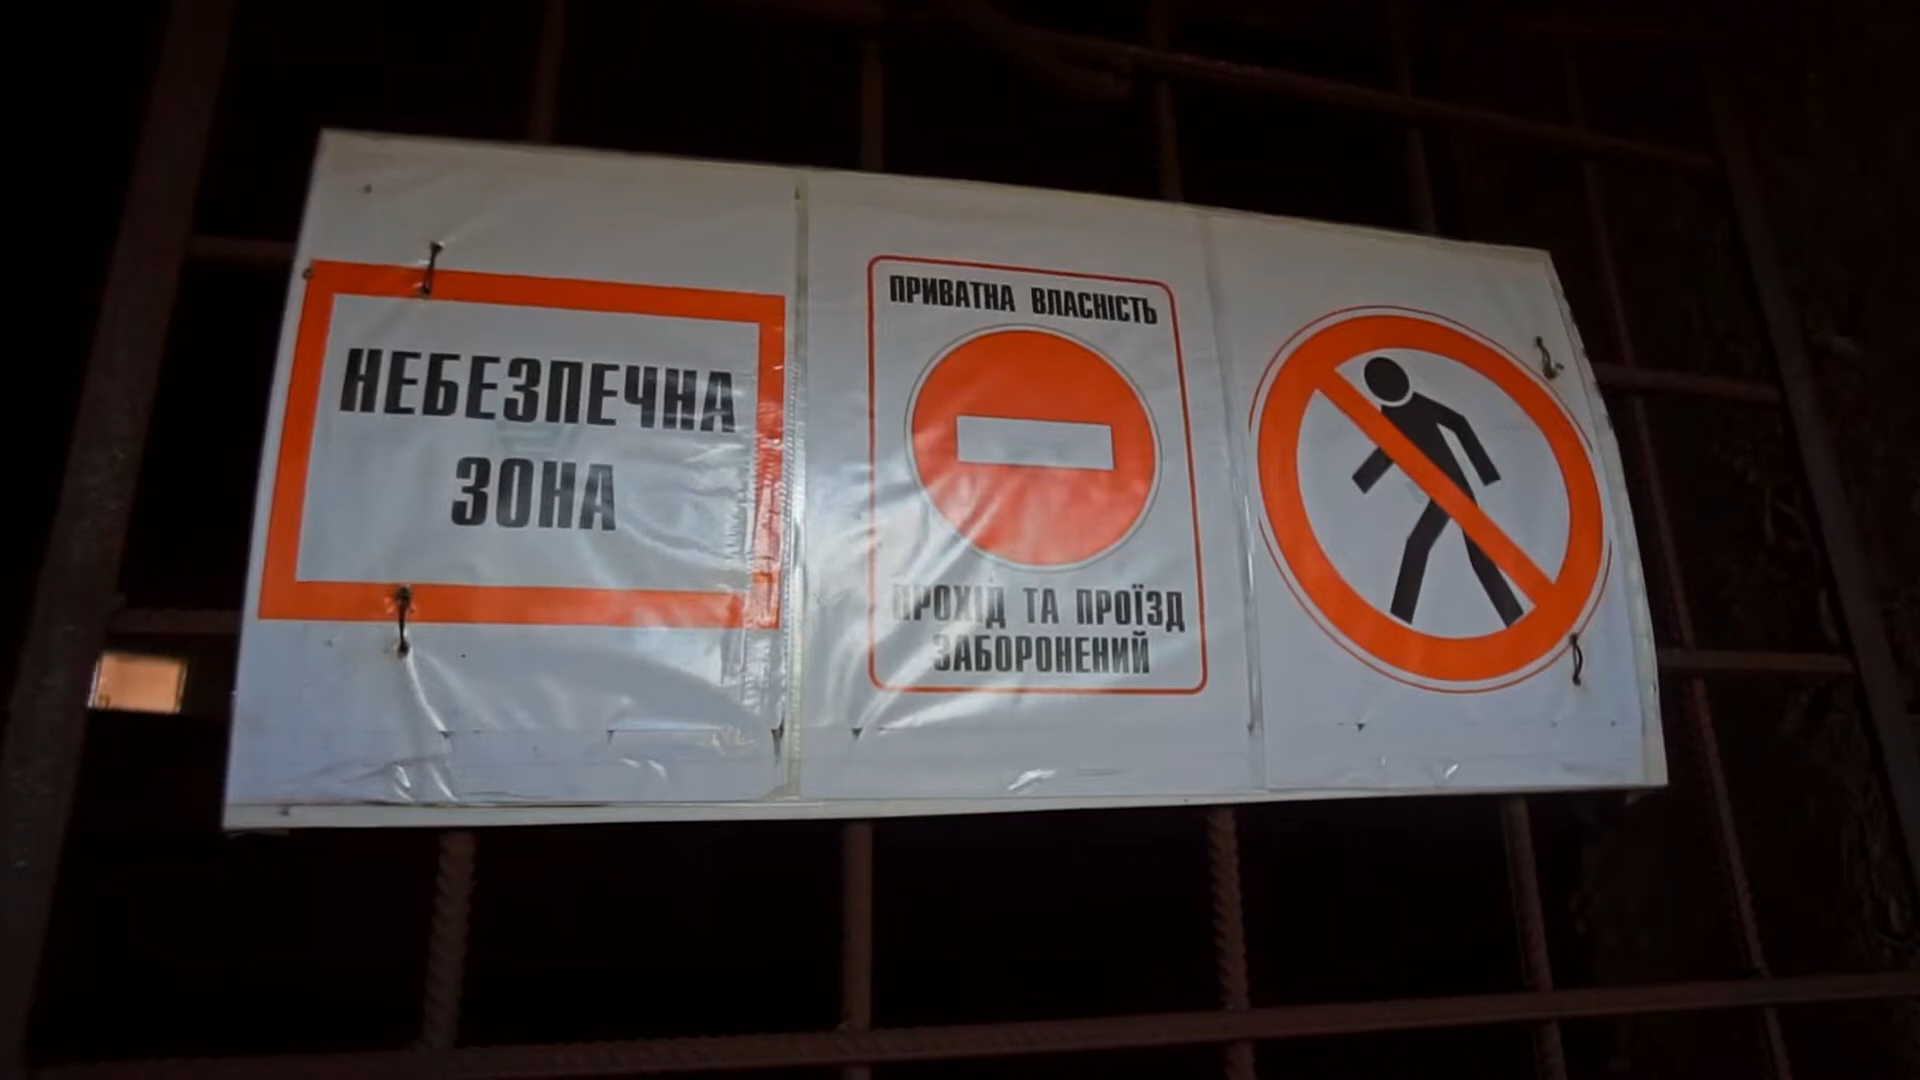 НЕБЕЗПЕЧНА
ЗОНА
ПРИВАТНА ВЛАСНІСТЬ
ПРОХІД ТА ПРОЇЗД
ЗАБОРОНЕНИЙ